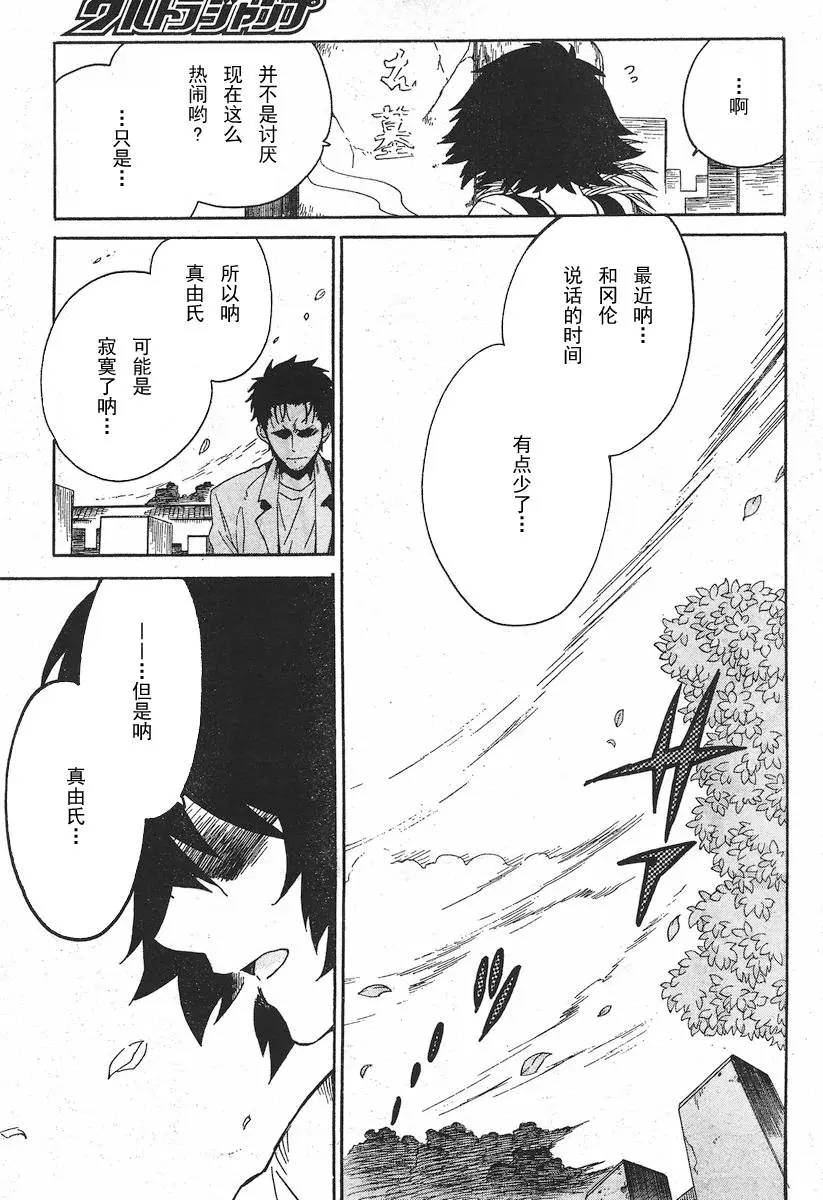 ウルトラジャンプ
…啊
并不是讨厌
现在这么
热闹哟？
…只是…
最近呐…
和冈伦
说话的时间
有点少了…
所以呐
真由氏
可能是
寂寞了呐…
——…但是呐
真由氏…
ザァ